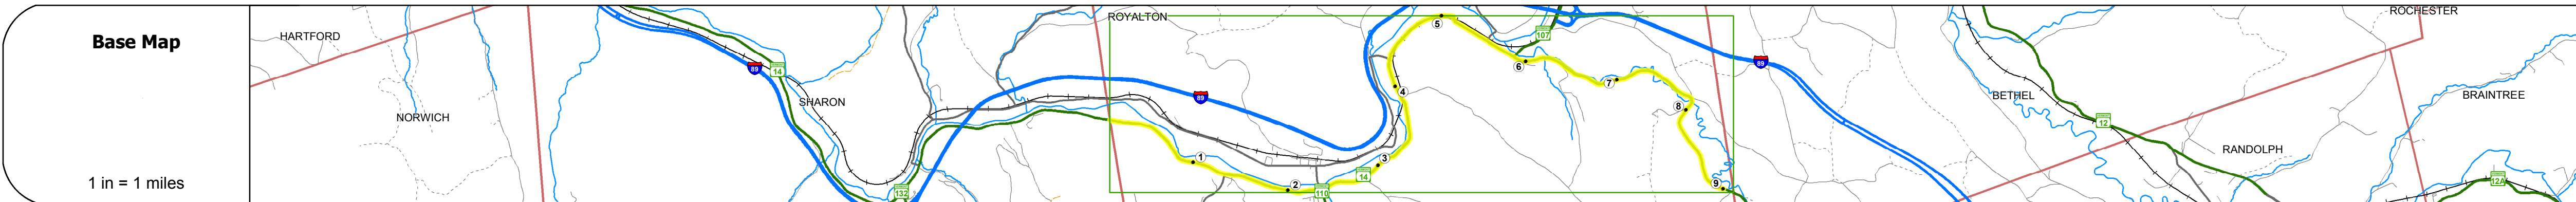 Base Map
1 in = 1 miles
HARTFORD
NORWICH
89
14
SHARON
132
ROYALTON
89
1
2
110
14
3
4
5
6
107
7
8
9
89
BETHEL
12
ROCHESTER
RANDOLPH
BRAINTREE
12A